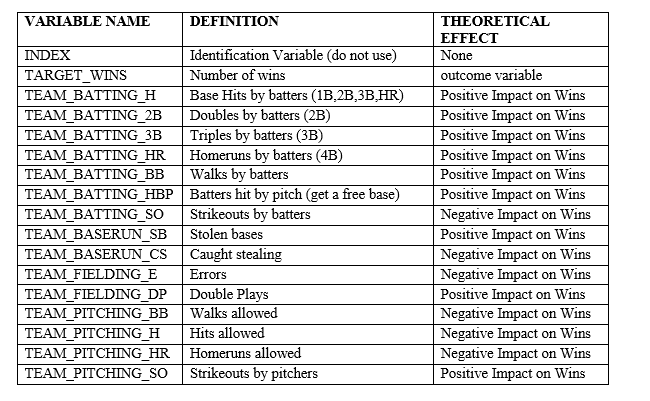 VARIABLE NAME DEFINITION THEORETICAL
EFFECT
INDEX Identification Variable (do not use) None
TARGET_WINS Number of wins outcome variable
TEAM_BATTING_H Base Hits by batters (1B,2B,3B,HR) Positive Impact on Wins
TEAM_BATTING_2B Doubles by batters (2B) Positive Impact on Wins
TEAM_BATTING_3B Triples by batters (3B) Positive Impact on Wins
TEAM_BATTING_HR Homeruns by batters (4B) Positive Impact on Wins
TEAM_BATTING_BB Walks by batters Positive Impact on Wins
TEAM_BATTING_HBP Batters hit by pitch (get a free base) Positive Impact on Wins
TEAM_BATTING_SO Strikeouts by batters Negative Impact on Wins
TEAM_BASERUN_SB Stolen bases Positive Impact on Wins
TEAM_BASERUN_CS Caught stealing Negative Impact on Wins
TEAM_FIELDING_E Errors Negative Impact on Wins
TEAM_FIELDING_DP Double Plays Positive Impact on Wins
TEAM_PITCHING_BB Walks allowed Negative Impact on Wins
TEAM_PITCHING_H Hits allowed Negative Impact on Wins
TEAM_PITCHING_HR Homeruns allowed Negative Impact on Wins
TEAM_PITCHING_SO Strikeouts by pitchers Positive Impact on Wins